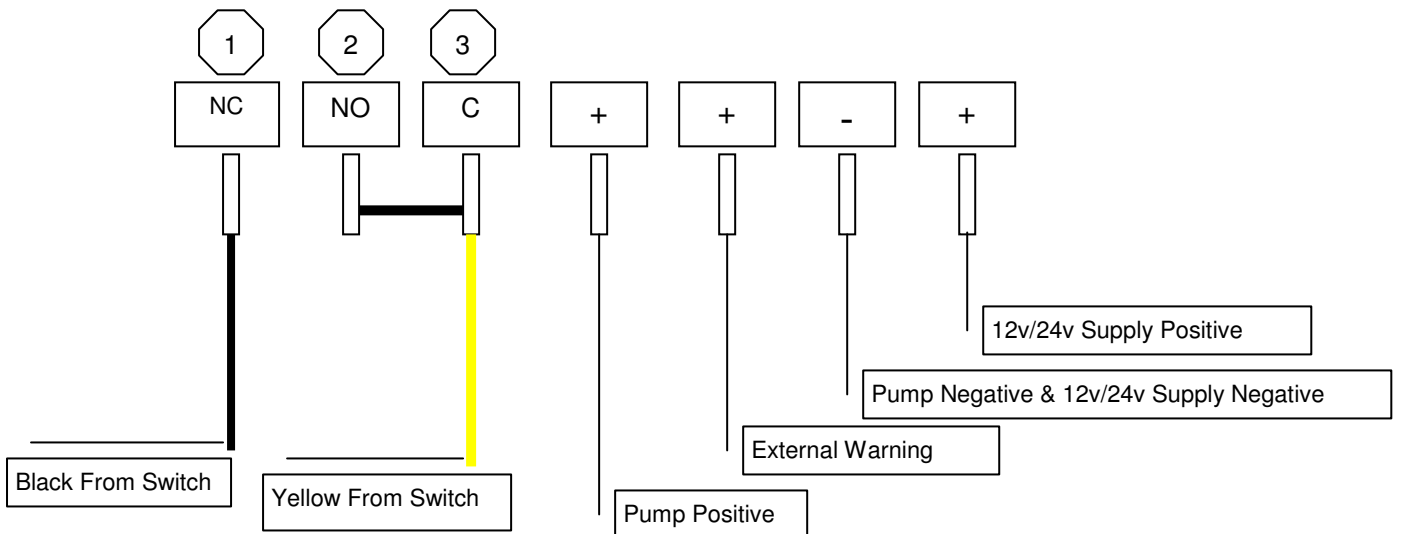 1 2 3
NC NO C + + - +
12v/24v Supply Positive
Pump Negative & 12v/24v Supply Negative
External Warning
Black From Switch
Yellow From Switch
Pump Positive